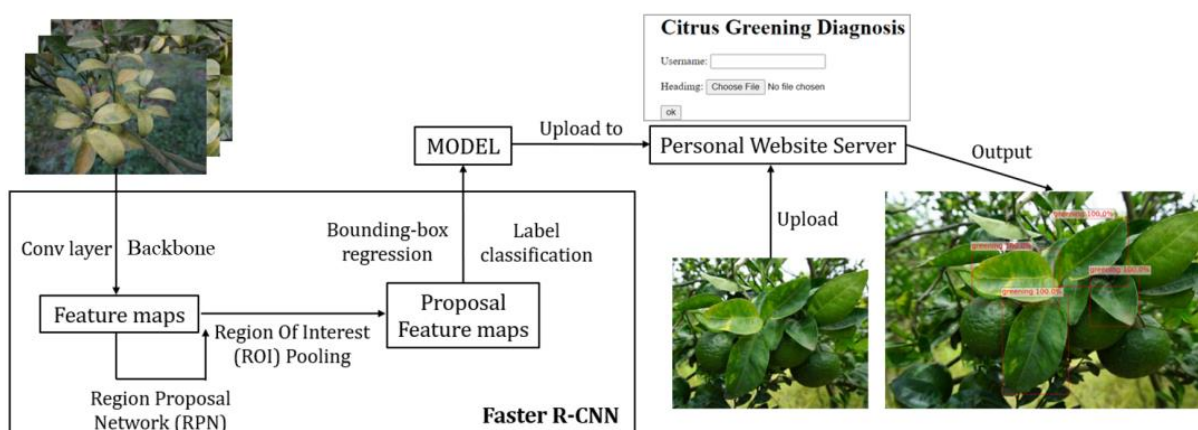 Citrus Greening Diagnosis
Username:
Heading: Choose File No file chosen
ok
MODEL
Upload to
Personal Website Server
Output
Upload
Conv layer
Backbone
Bounding-box
regression
Label
classification
Feature maps
Region Of Interest
(ROI) Pooling
Proposal
Feature maps
Region Proposal
Network (RPN)
Faster R-CNN
greening 100.0%
greening 100.0%
greening 100.0%
greening 100.0%